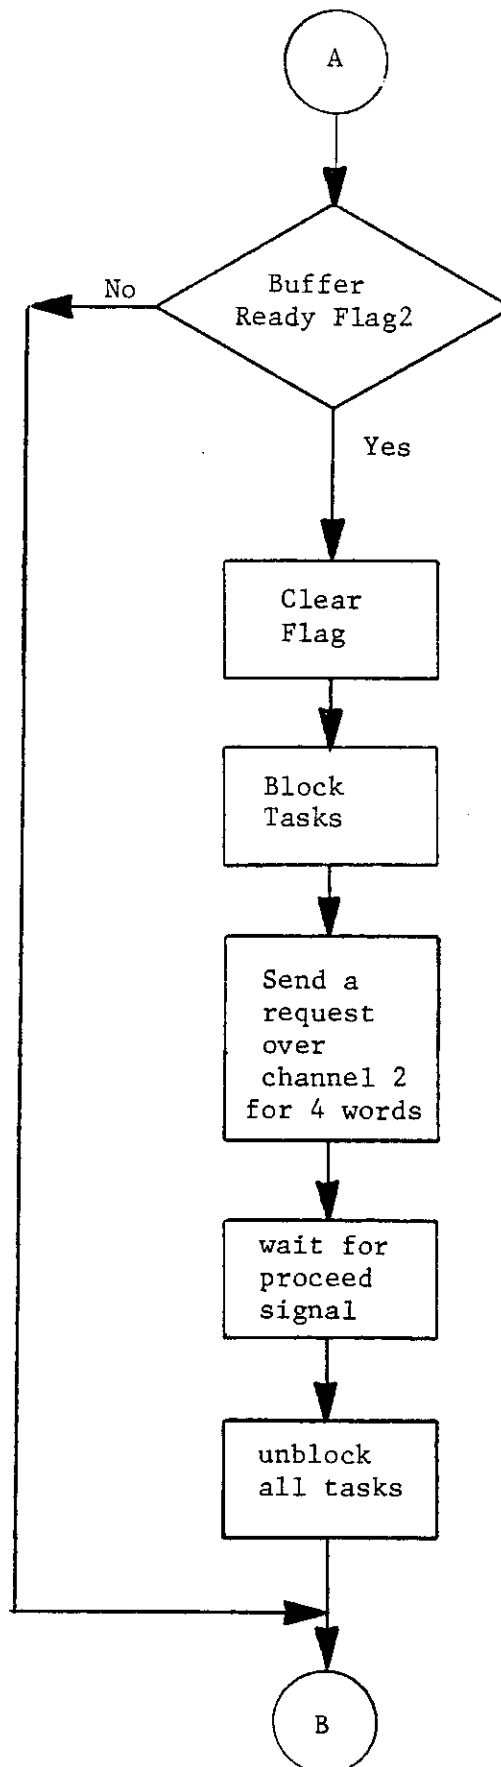 A
Buffer
Ready Flag2
No
Yes
Clear
Flag
Block
Tasks
Send a
request
over
channel 2
for 4 words
wait for
proceed
signal
unblock
all tasks
B